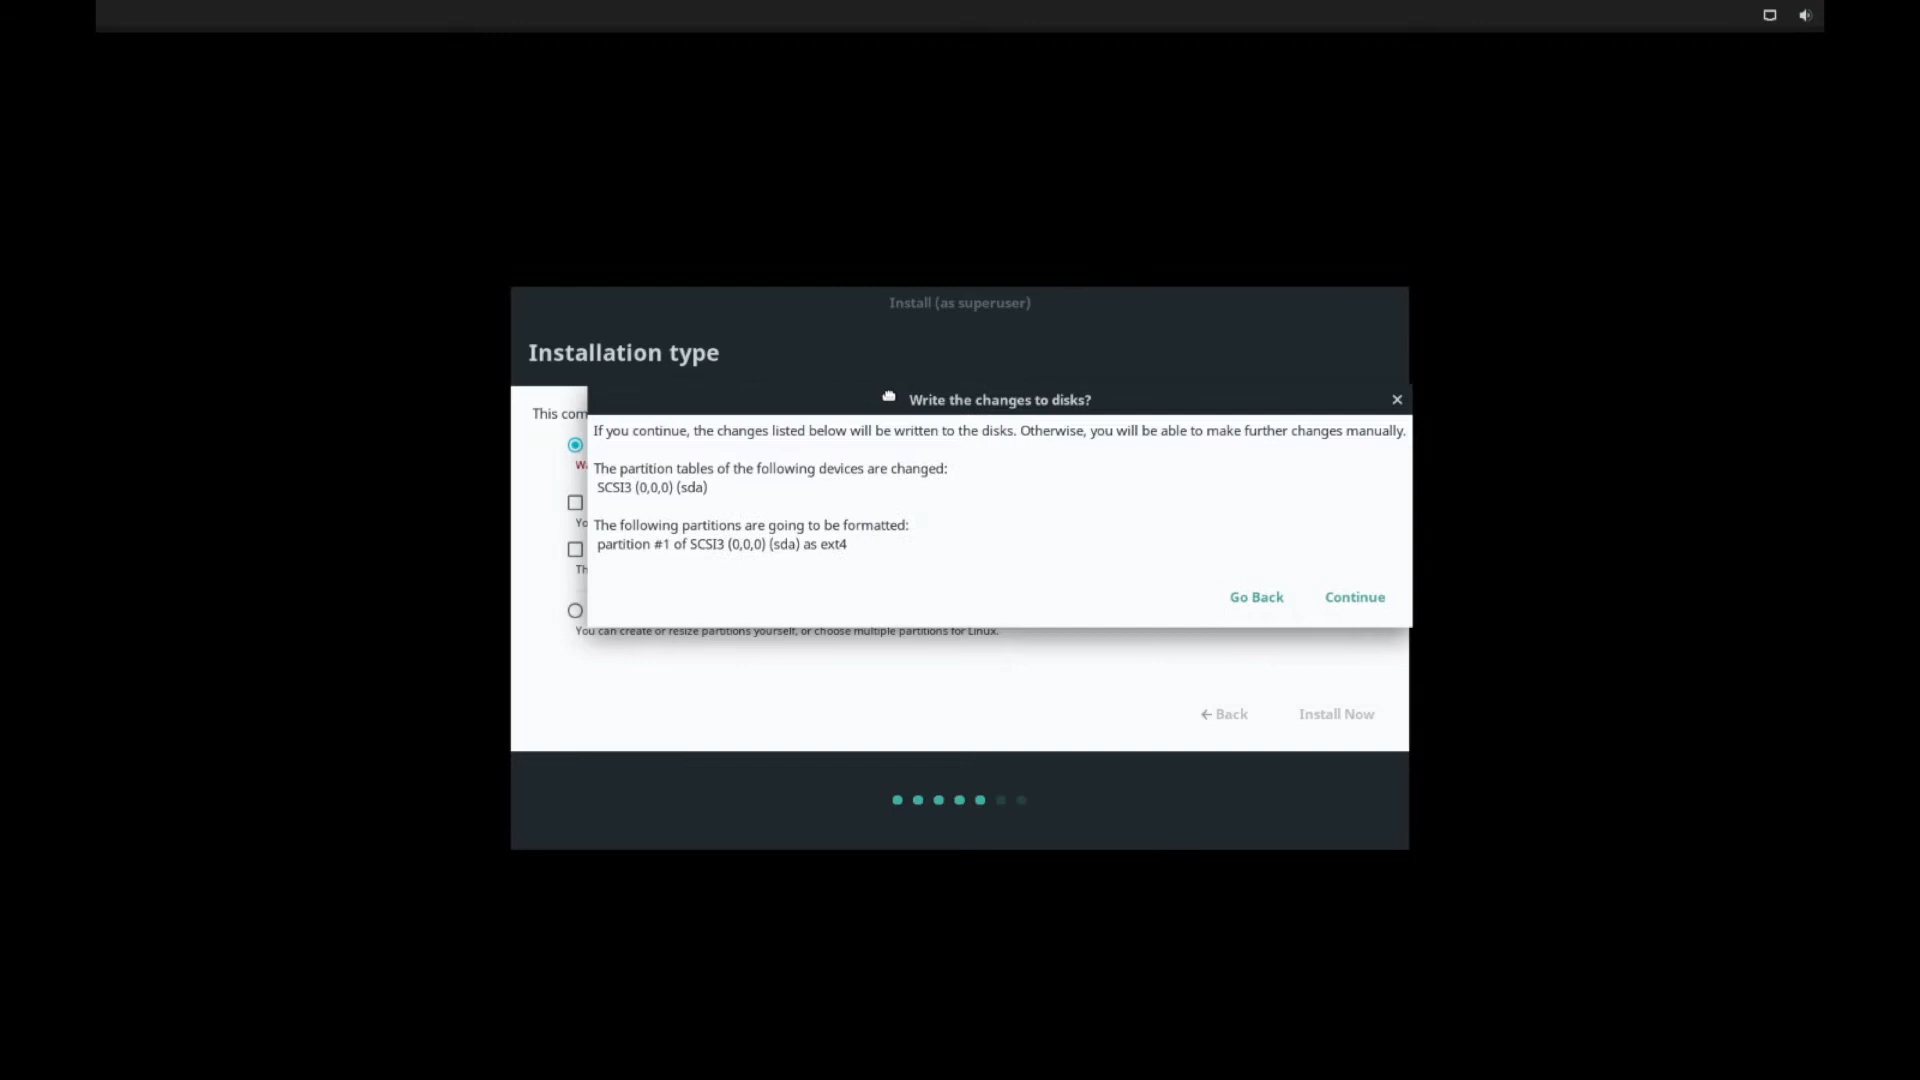 Install (as superuser)
Installation type
Write the changes to disks?
This com
If you continue, the changes listed below will be written to the disks. Otherwise, you will be able to make further changes manually.
The partition tables of the following devices are changed:
SCSI3 (0,0,0) (sda)
The following partitions are going to be formatted:
partition #1 of SCSI3 (0,0,0) (sda) as ext4
Wa
Yo
Th
Go Back Continue
You can create or resize partitions yourself, or choose multiple partitions for Linux.
← Back Install Now